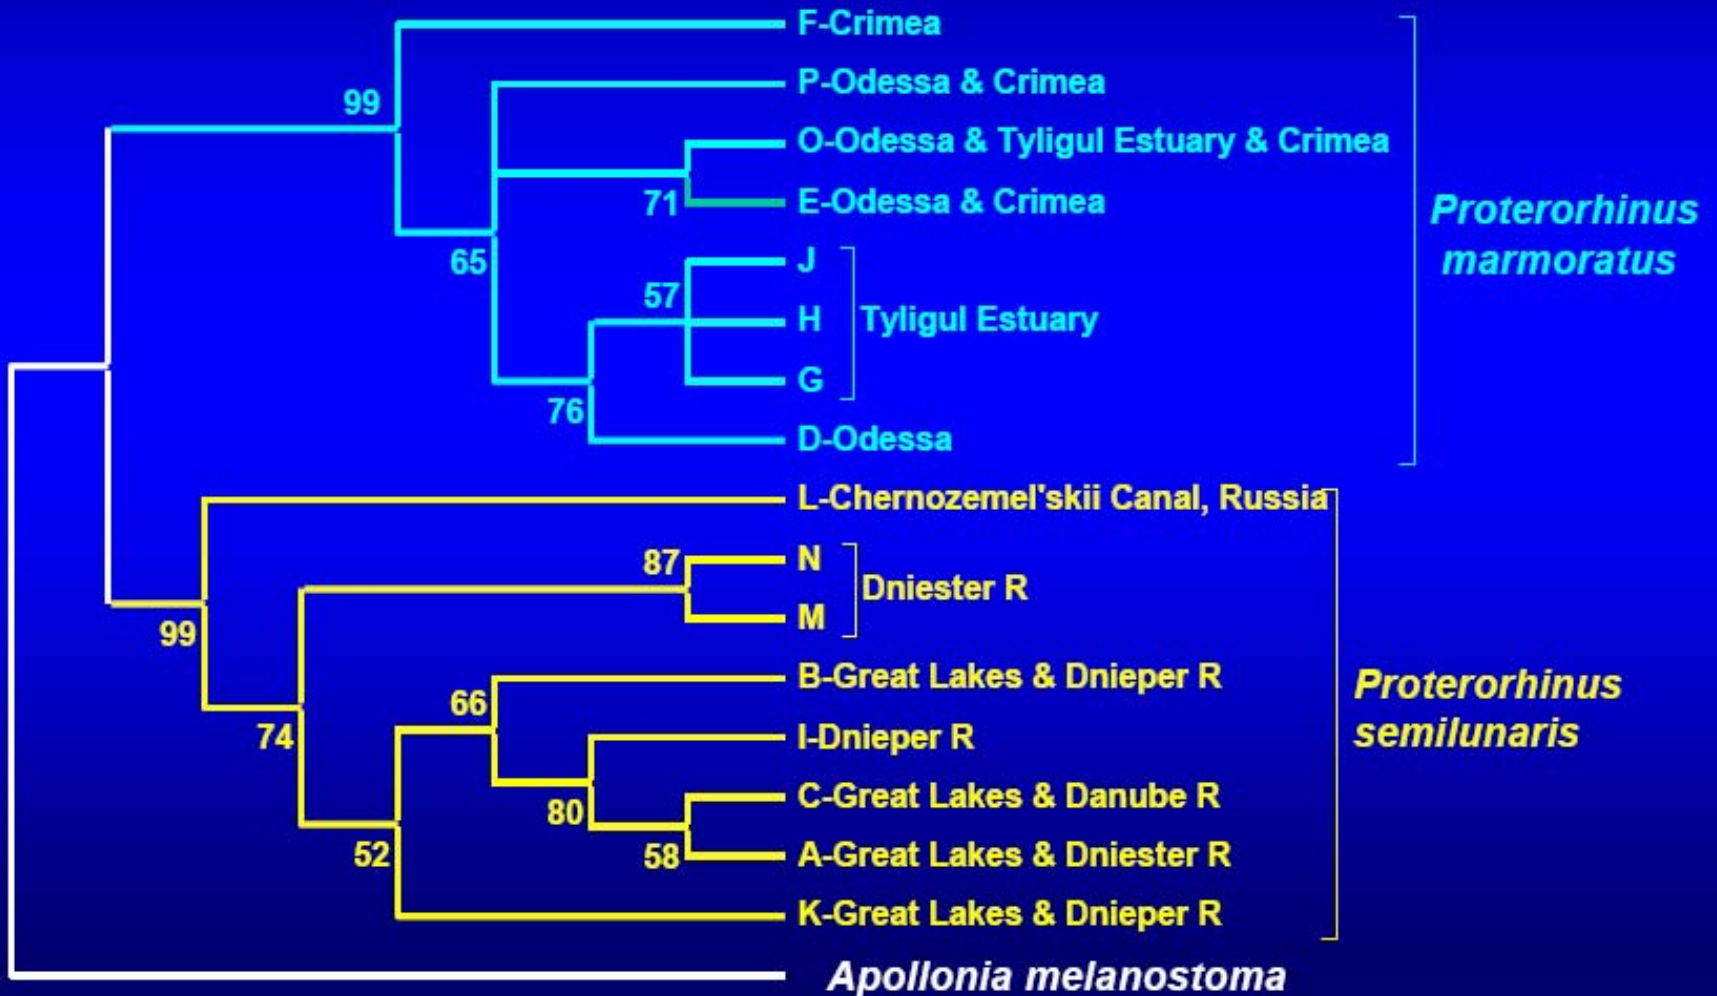 F-Crimea
P-Odessa & Crimea
99
O-Odessa & Tyligul Estuary & Crimea
71
E-Odessa & Crimea
Proterorhinus
marmoratus
65
J
57
H
Tyligul Estuary
G
76
D-Odessa
L-Chernozemel'skii Canal, Russia
87
N
Dniester R
M
99
B-Great Lakes & Dnieper R
Proterorhinus
semilunaris
66
74
I-Dnieper R
C-Great Lakes & Danube R
80
52
58
A-Great Lakes & Dniester R
K-Great Lakes & Dnieper R
Apollonia melanostoma